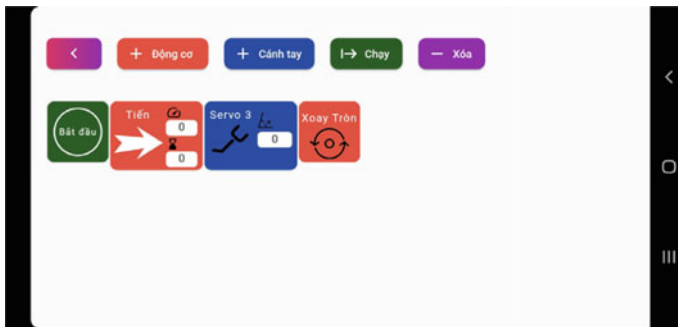 Động cơ
Cánh tay
Chạy
Xóa
Bắt đầu
Tiến
0
0
Servo 3
0
Xoay Tròn